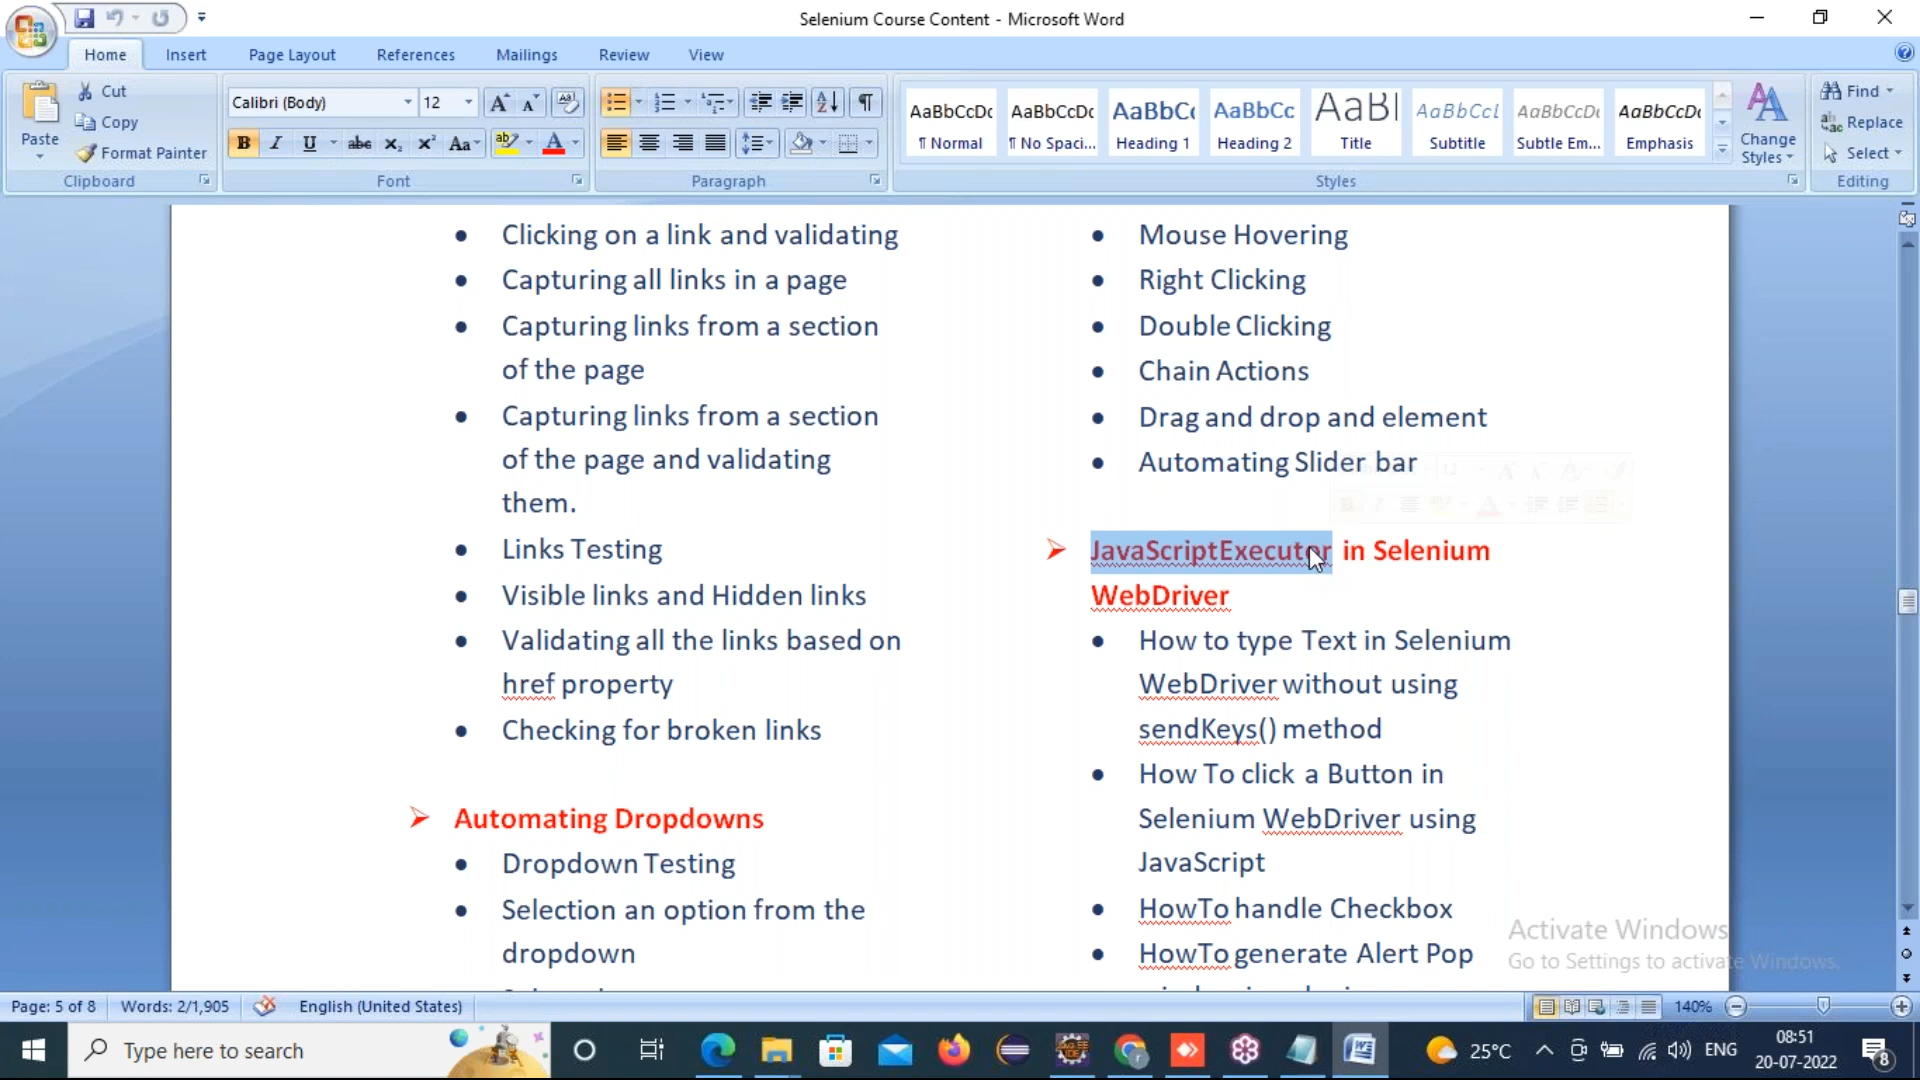 Selenium Course Content - Microsoft Word
Home Insert Page Layout References Mailings Review View
Paste
Cut
Copy
Format Painter
Clipboard
Calibri (Body) 12
Font
Paragraph
AaBbCcDc AaBbCcDc AaBbC AaBbCc AaB AaBbCcL AaBbCcDc AaBbCcDc
¶ Normal ¶ No Spaci... Heading 1 Heading 2 Title Subtitle Subtle Em... Emphasis
Change Styles
Styles
Find
Replace
Select
Editing
• Clicking on a link and validating
• Capturing all links in a page
• Capturing links from a section
of the page
• Capturing links from a section
of the page and validating
them.
• Links Testing
• Visible links and Hidden links
• Validating all the links based on
href property
• Checking for broken links
➢ Automating Dropdowns
• Dropdown Testing
• Selection an option from the
dropdown
• Mouse Hovering
• Right Clicking
• Double Clicking
• Chain Actions
• Drag and drop and element
• Automating Slider bar
➢ JavaScriptExecutor in Selenium
WebDriver
• How to type Text in Selenium
WebDriver without using
sendKeys() method
• How To click a Button in
Selenium WebDriver using
JavaScript
• HowTo handle Checkbox
• HowTo generate Alert Pop
Activate Windows
Go to Settings to activate Windows.
Page: 5 of 8 Words: 2/1,905 English (United States) 140%
Type here to search
25°C ENG 08:51
20-07-2022
8